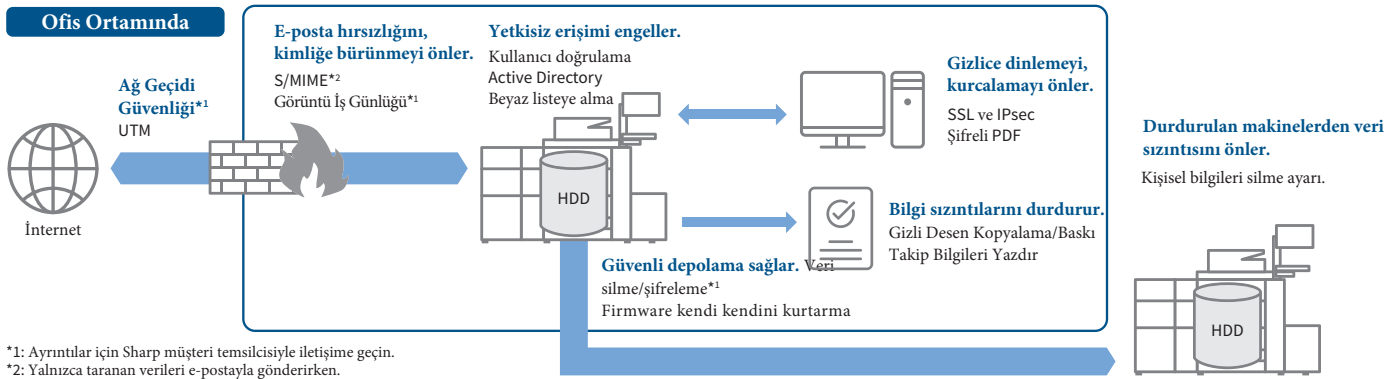 Ofis Ortamında
E-posta hırsızlığını,
kimliğe bürünmeyi önler.
S/MIME*2
Görüntü İş Günlüğü*1
Yetkisiz erişimi engeller.
Kullanıcı doğrulama
Active Directory
Beyaz listeye alma
Gizlice dinlemeyi,
kurcalamayı önler.
SSL ve IPsec
Şifreli PDF
Ağ Geçidi
Güvenliği*1
UTM
İnternet
HDD
Bilgi sızıntılarını durdurur.
Gizli Desen Kopyalama/Baskı
Takip Bilgileri Yazdır
Güvenli depolama sağlar. Veri
silme/şifreleme*1
Firmware kendi kendini kurtarma
Durdurulan makinelerden veri
sızıntısını önler.
Kişisel bilgileri silme ayarı.
HDD
*1: Ayrıntılar için Sharp müşteri temsilcisiyle iletişime geçin.
*2: Yalnızca taranan verileri e-postayla gönderirken.